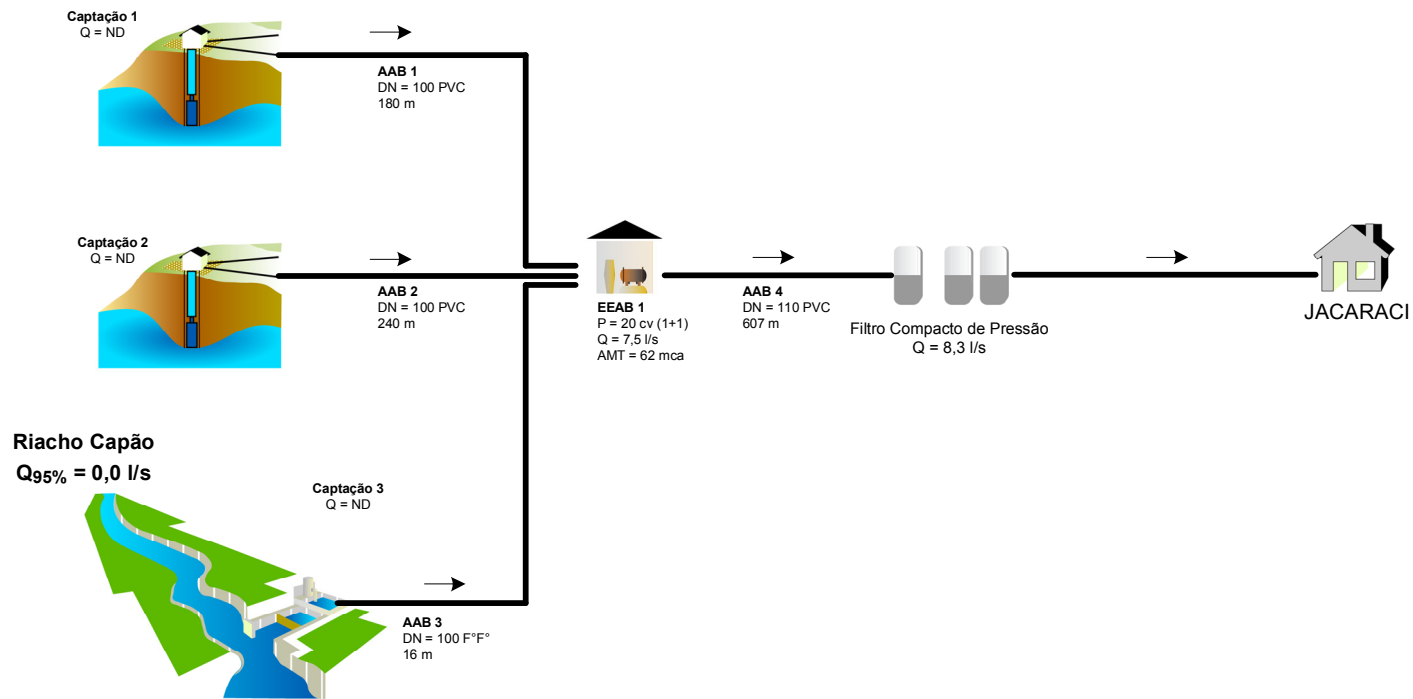 Captação 1
Q = ND
AAB 1
DN = 100 PVC
180 m
Captação 2
Q = ND
AAB 2
DN = 100 PVC
240 m
EEAB 1
P = 20 cv (1+1)
Q = 7,5 l/s
AMT = 62 mca
AAB 4
DN = 110 PVC
607 m
Filtro Compacto de Pressão
Q = 8,3 l/s
JACARACI
Riacho Capão
Q95% = 0,0 l/s
Captação 3
Q = ND
AAB 3
DN = 100 F°F°
16 m